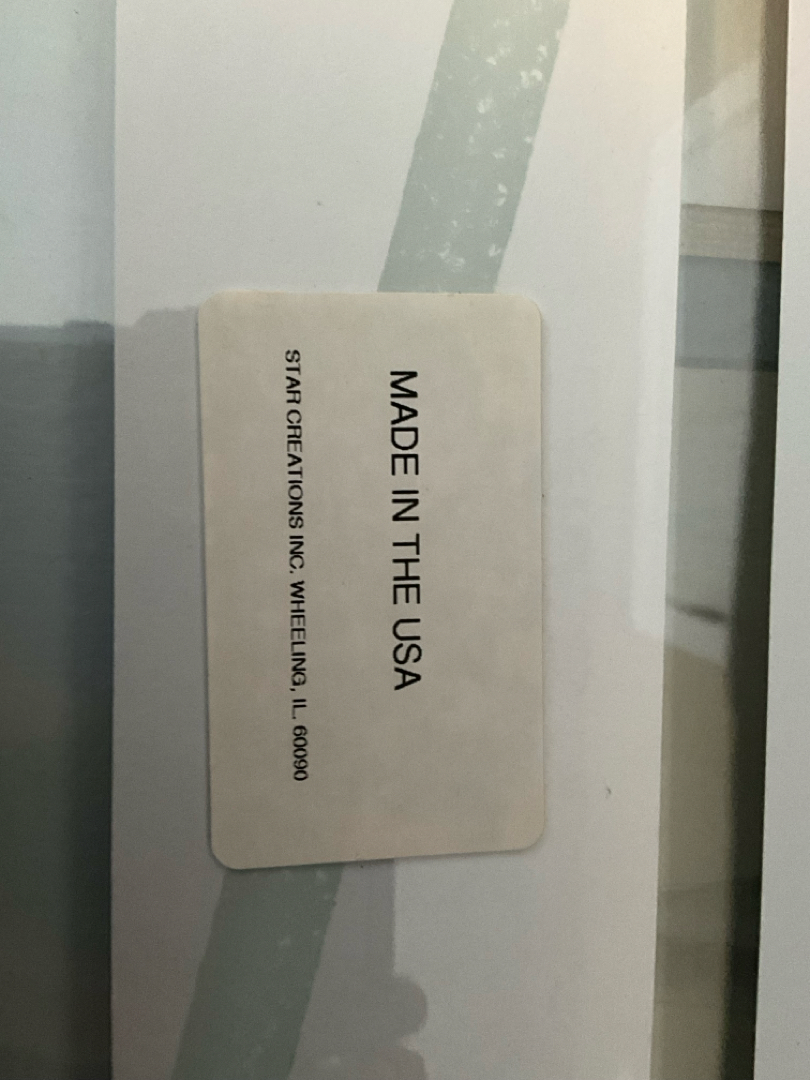 MADE IN THE USA
STAR CREATIONS INC. WHEELING, IL. 60090